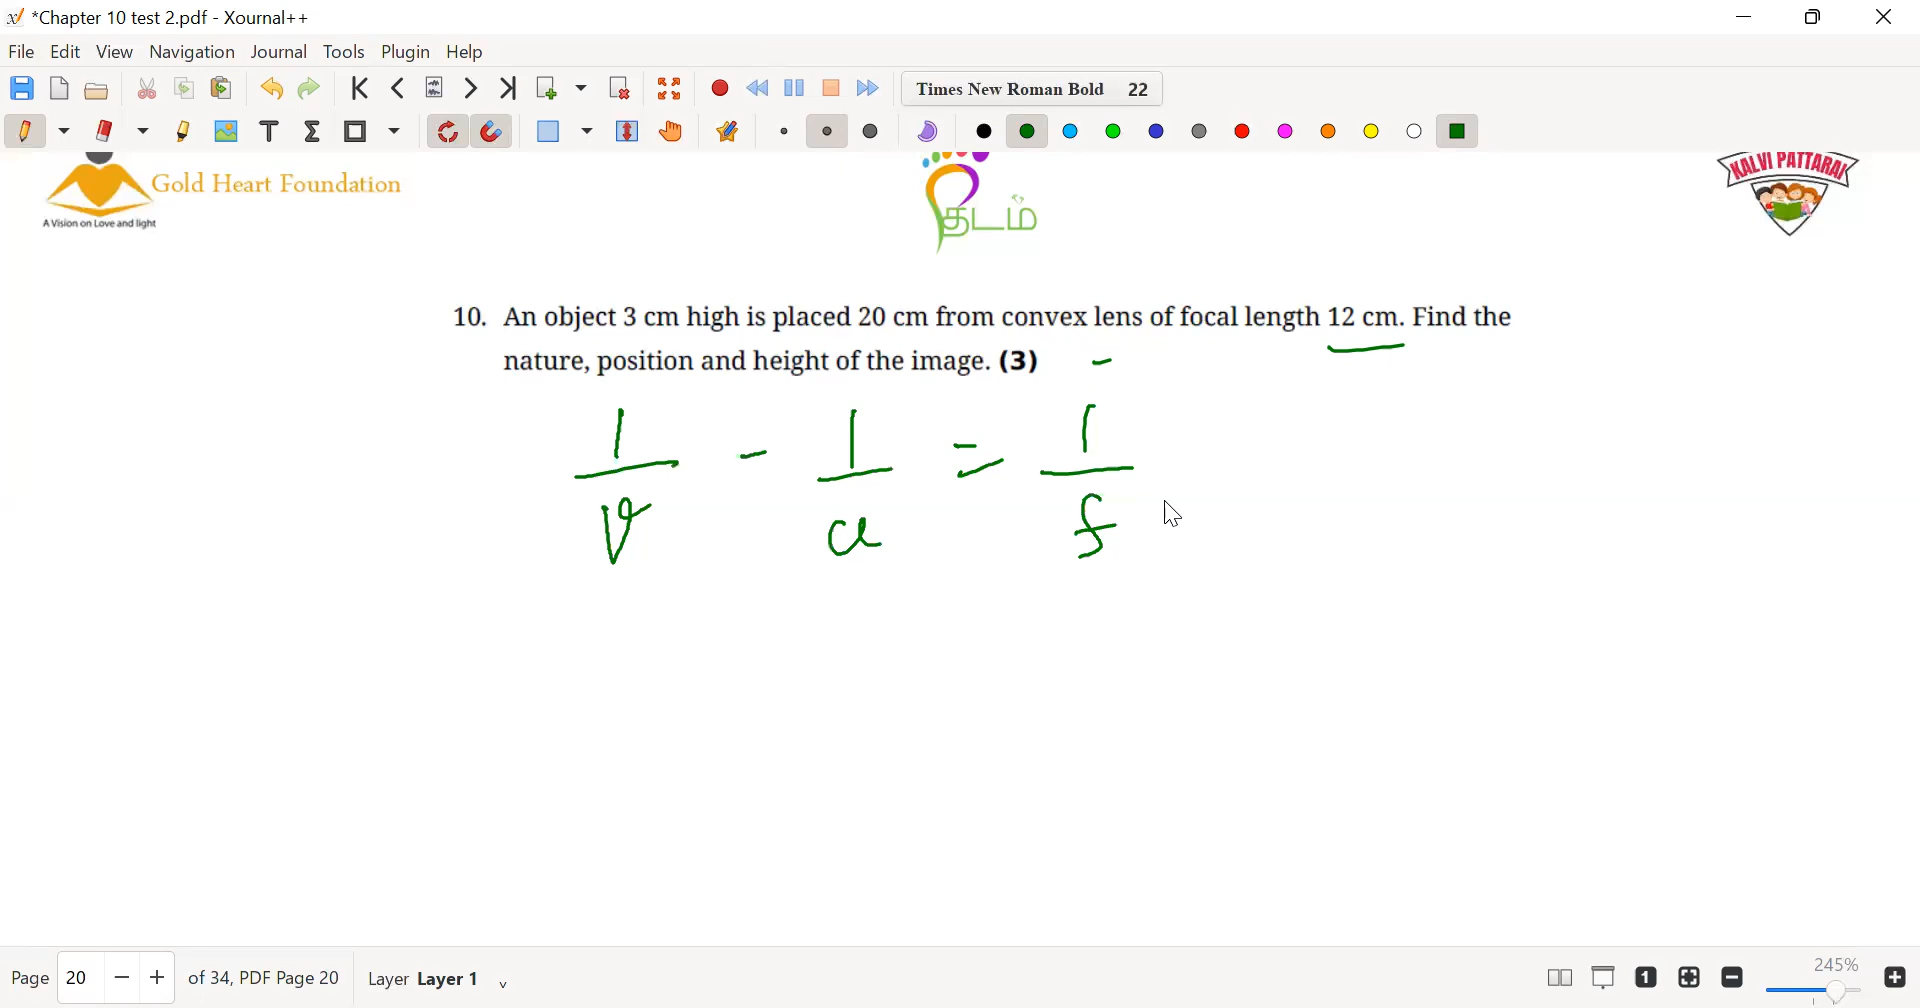 *Chapter 10 test 2.pdf - Xournal++
File Edit View Navigation Journal Tools Plugin Help
Times New Roman Bold 22
Gold Heart Foundation
A Vision on Love and light
தடம்
KALVI PATTARAI
10. An object 3 cm high is placed 20 cm from convex lens of focal length 12 cm. Find the
nature, position and height of the image. (3)
1 - 1 = 1
v u f
Page 20 of 34, PDF Page 20 Layer Layer 1
1
245%